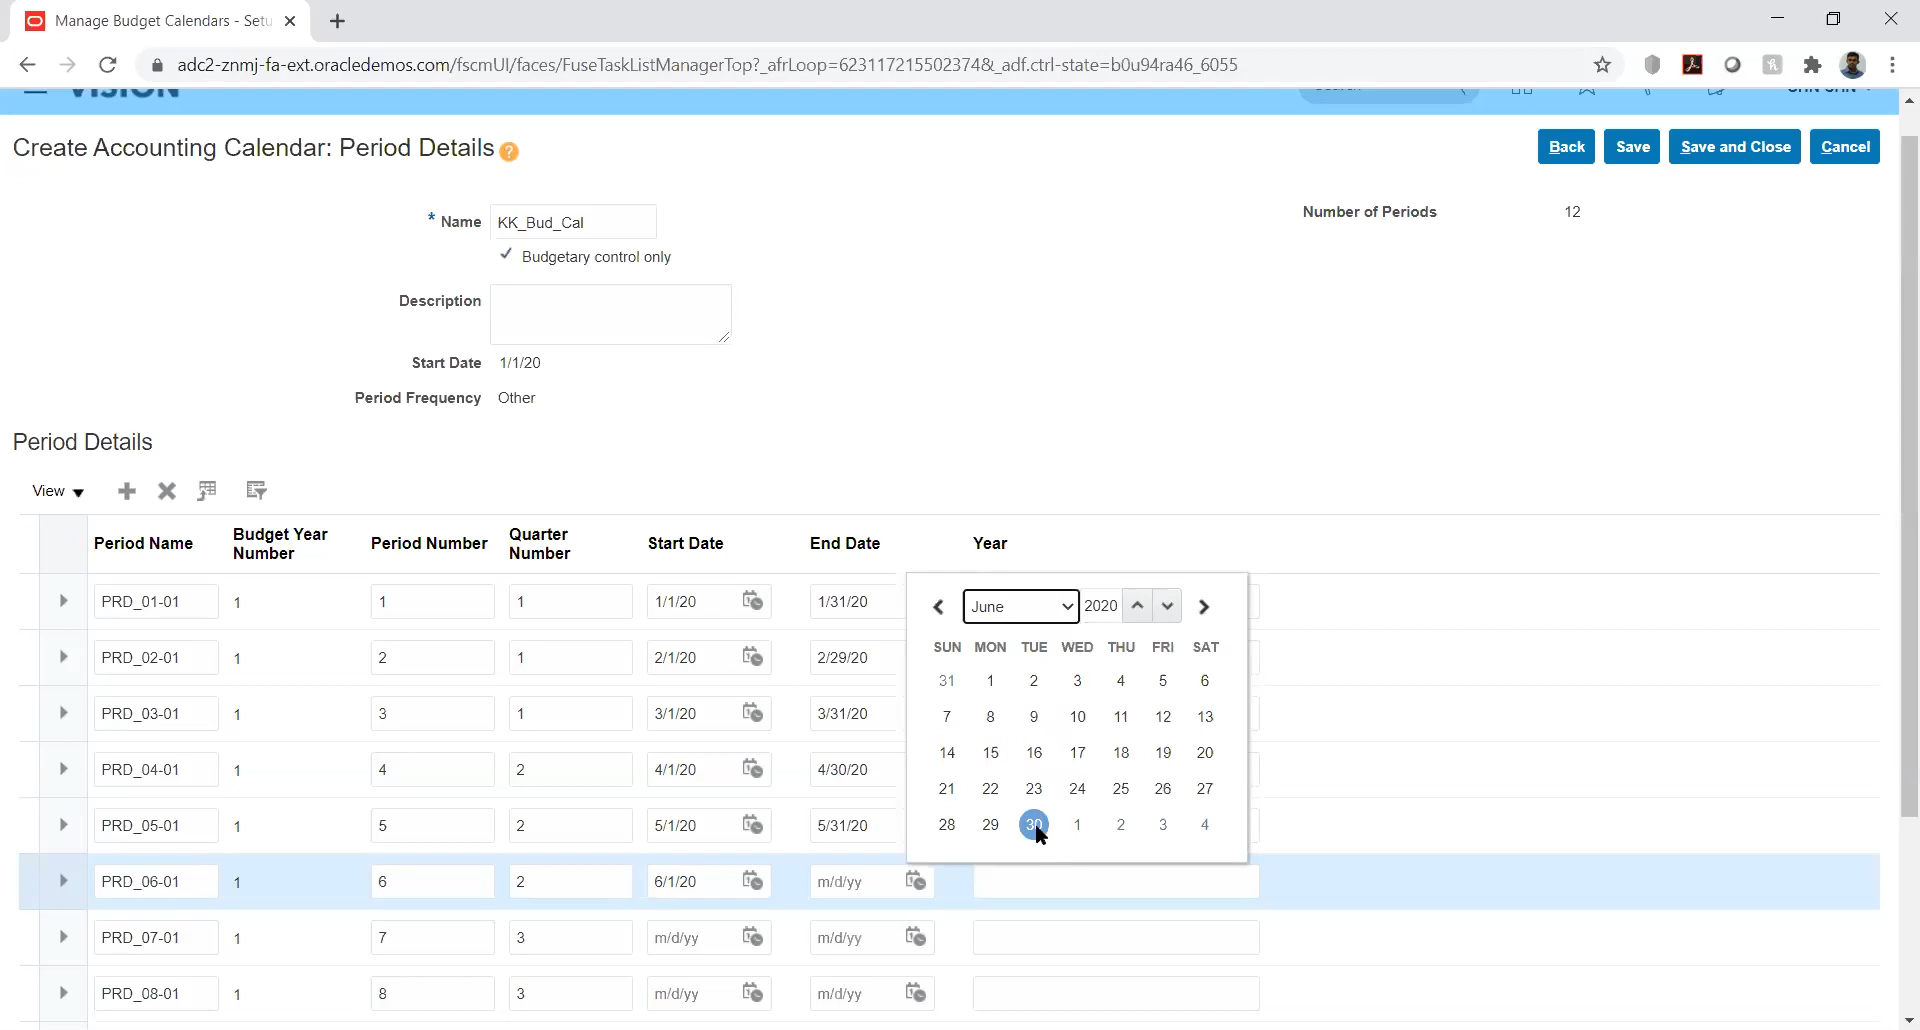 Manage Budget Calendars - Setu
adc2-znmj-fa-ext.oracledemos.com/fscmUI/faces/FuseTaskListManagerTop?_afrLoop=6231172155023748&_adf.ctrl-state=b0u94ra46_6055
VISION
Create Accounting Calendar: Period Details ?
Back Save Save and Close Cancel
* Name KK_Bud_Cal
Number of Periods 12
Budgetary control only
Description
Start Date 1/1/20
Period Frequency Other
Period Details
View
Period Name Budget Year Number Period Number Quarter Number Start Date End Date Year
PRD_01-01 1 1 1 1/1/20 1/31/20
PRD_02-01 1 2 1 2/1/20 2/29/20
PRD_03-01 1 3 1 3/1/20 3/31/20
PRD_04-01 1 4 2 4/1/20 4/30/20
PRD_05-01 1 5 2 5/1/20 5/31/20
June 2020
SUN MON TUE WED THU FRI SAT
31 1 2 3 4 5 6
7 8 9 10 11 12 13
14 15 16 17 18 19 20
21 22 23 24 25 26 27
28 29 30 1 2 3 4
PRD_06-01 1 6 2 6/1/20 m/d/yy
PRD_07-01 1 7 3 m/d/yy m/d/yy
PRD_08-01 1 8 3 m/d/yy m/d/yy